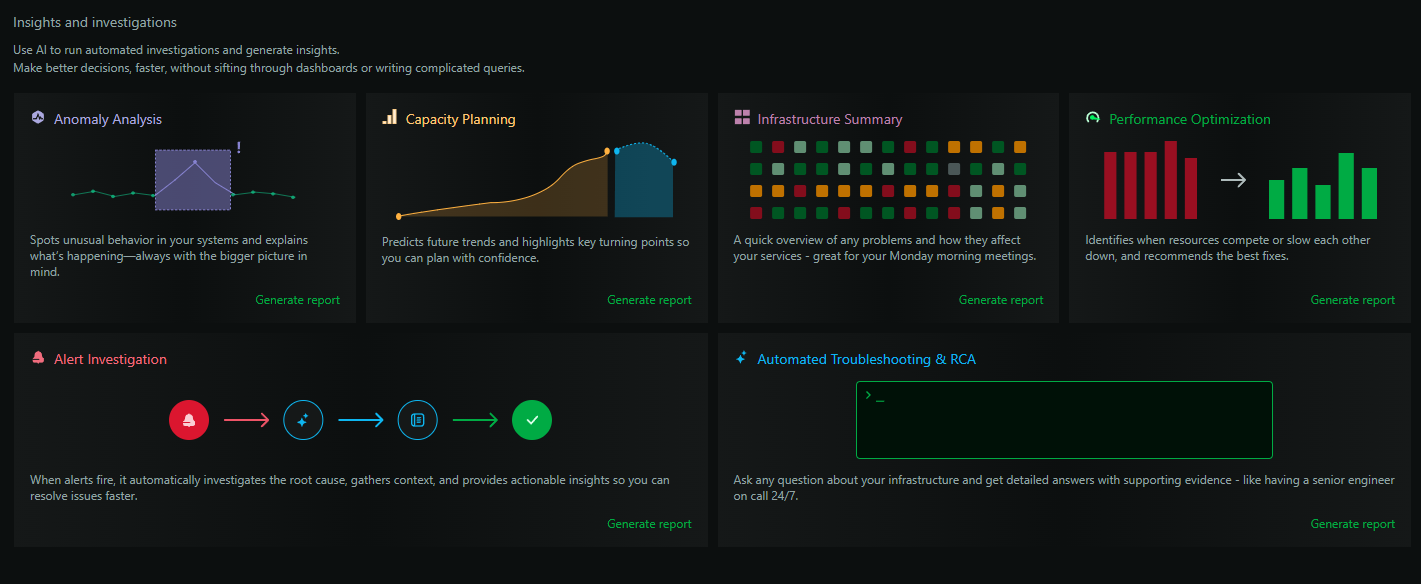 Insights and investigations
Use AI to run automated investigations and generate insights.
Make better decisions, faster, without sifting through dashboards or writing complicated queries.
Anomaly Analysis
!
Spots unusual behavior in your systems and explains
what's happening—always with the bigger picture in
mind.
Generate report
Capacity Planning
Predicts future trends and highlights key turning points so
you can plan with confidence.
Generate report
Infrastructure Summary
A quick overview of any problems and how they affect
your services - great for your Monday morning meetings.
Generate report
Performance Optimization
Identifies when resources compete or slow each other
down, and recommends the best fixes.
Generate report
Alert Investigation
When alerts fire, it automatically investigates the root cause, gathers context, and provides actionable insights so you can
resolve issues faster.
Generate report
Automated Troubleshooting & RCA
> _
Ask any question about your infrastructure and get detailed answers with supporting evidence - like having a senior engineer
on call 24/7.
Generate report